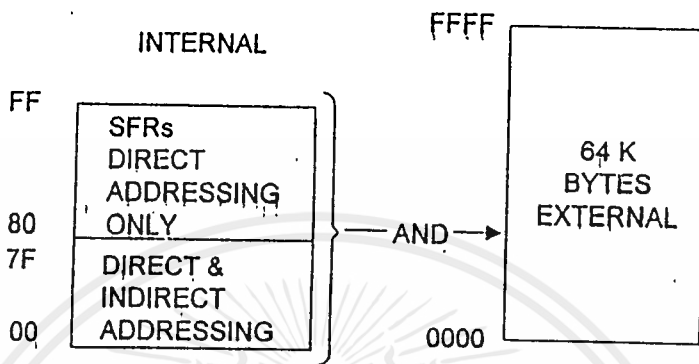 INTERNAL
FF
SFRs
DIRECT
ADDRESSING
ONLY
80
7F
DIRECT &
INDIRECT
ADDRESSING
00
AND
FFFF
64 K
BYTES
EXTERNAL
0000